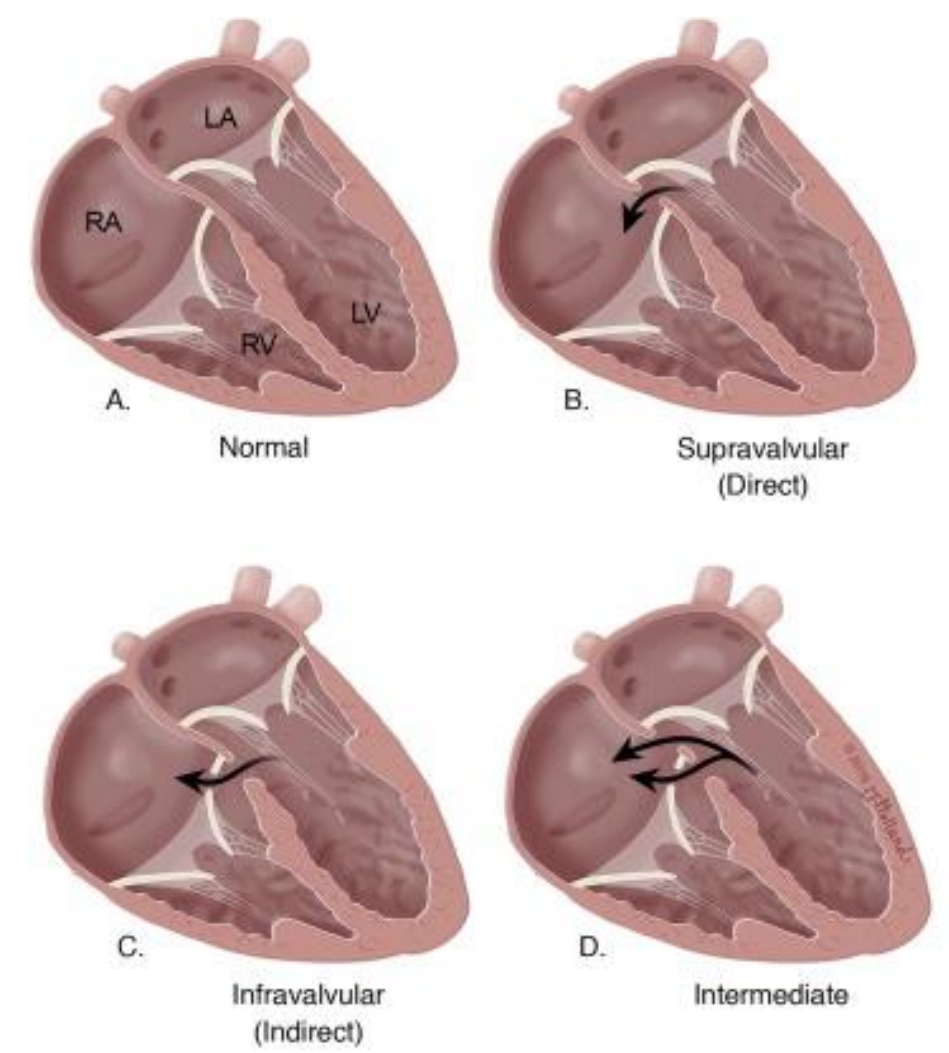 LA
RA
LV
RV
A.
B.
Normal
Supravalvular
(Direct)
C.
D.
Infravalvular
(Indirect)
Intermediate